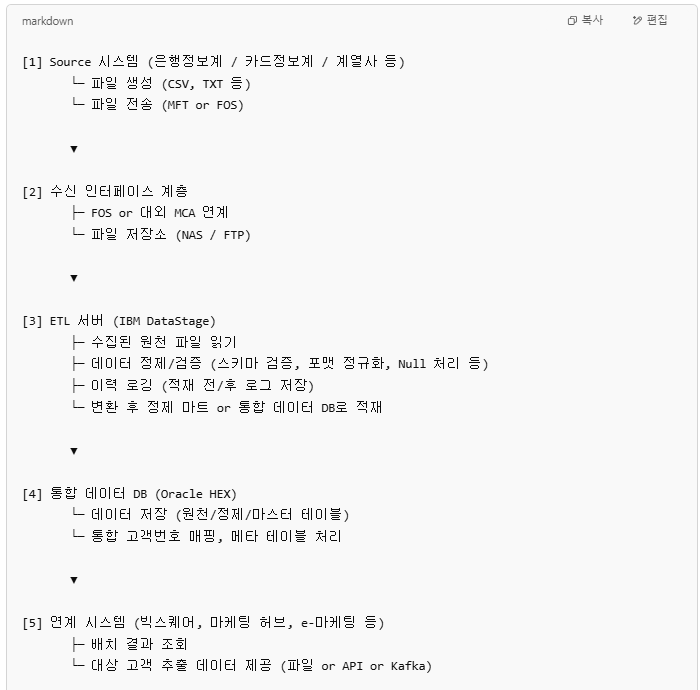 markdown
복사 편집
[1] Source 시스템 (은행정보계 / 카드정보계 / 계열사 등)
└─ 파일 생성 (CSV, TXT 등)
└─ 파일 전송 (MFT or FOS)
▼
[2] 수신 인터페이스 계층
├─ FOS or 대외 MCA 연계
└─ 파일 저장소 (NAS / FTP)
▼
[3] ETL 서버 (IBM DataStage)
├─ 수집된 원천 파일 읽기
├─ 데이터 정제/검증 (스키마 검증, 포맷 정규화, Null 처리 등)
├─ 이력 로깅 (적재 전/후 로그 저장)
└─ 변환 후 정제 마트 or 통합 데이터 DB로 적재
▼
[4] 통합 데이터 DB (Oracle HEX)
└─ 데이터 저장 (원천/정제/마스터 테이블)
└─ 통합 고객번호 매핑, 메타 테이블 처리
▼
[5] 연계 시스템 (빅스퀘어, 마케팅 허브, e-마케팅 등)
├─ 배치 결과 조회
└─ 대상 고객 추출 데이터 제공 (파일 or API or Kafka)